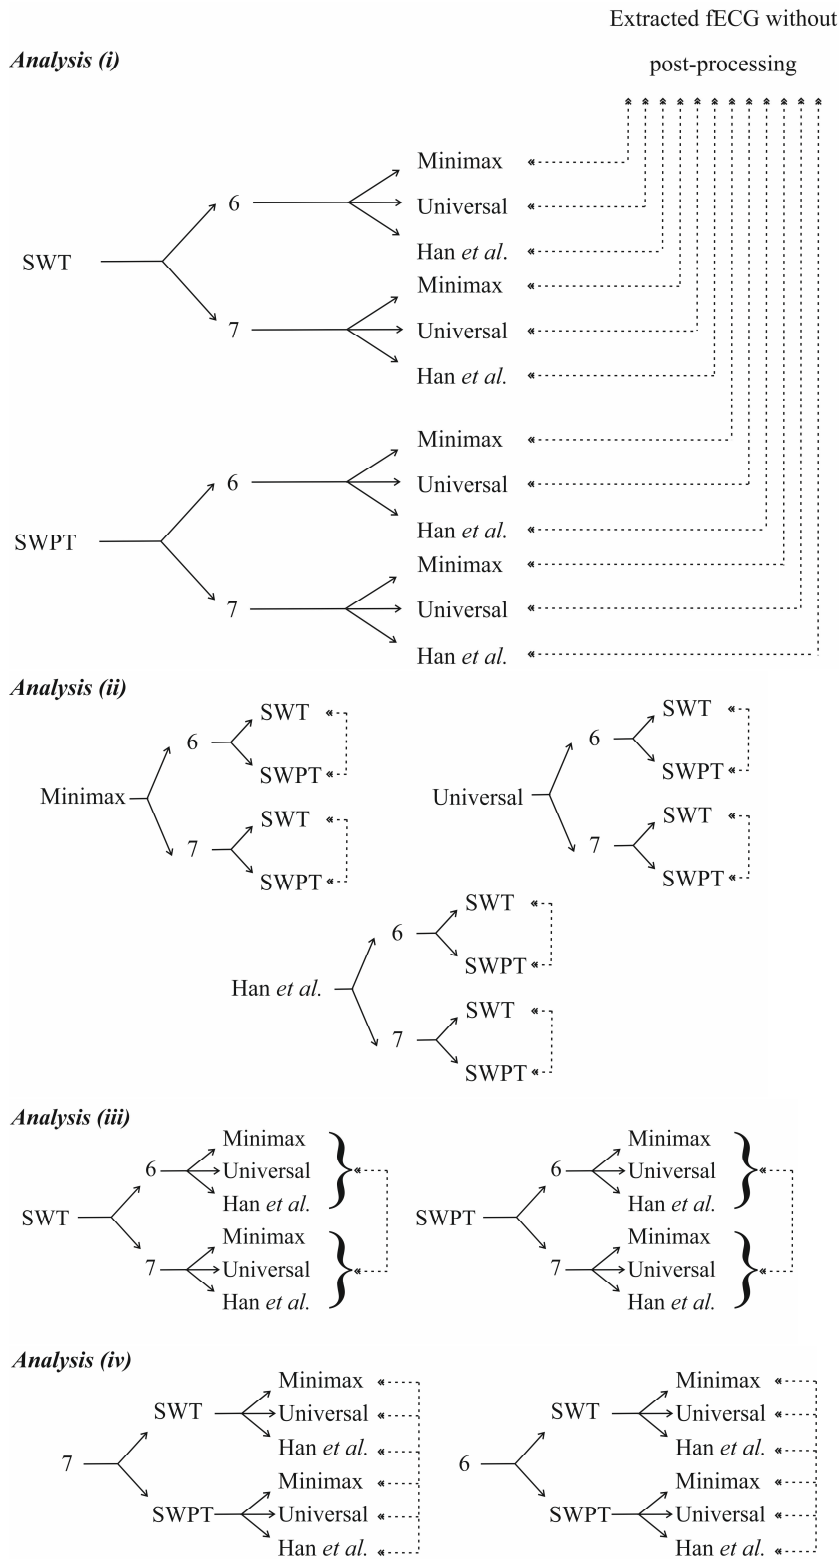 Extracted fECG without
post-processing
Analysis (i)
SWT
6
Minimax
Universal
Han et al.
7
Minimax
Universal
Han et al.
SWPT
6
Minimax
Universal
Han et al.
7
Minimax
Universal
Han et al.
Analysis (ii)
Minimax
6
SWT
SWPT
7
SWT
SWPT
Universal
6
SWT
SWPT
7
SWT
SWPT
Han et al.
6
SWT
SWPT
7
SWT
SWPT
Analysis (iii)
SWT
6
Minimax
Universal
Han et al.
7
Minimax
Universal
Han et al.
SWPT
6
Minimax
Universal
Han et al.
7
Minimax
Universal
Han et al.
Analysis (iv)
7
SWT
Minimax
Universal
Han et al.
SWPT
Minimax
Universal
Han et al.
6
SWT
Minimax
Universal
Han et al.
SWPT
Minimax
Universal
Han et al.